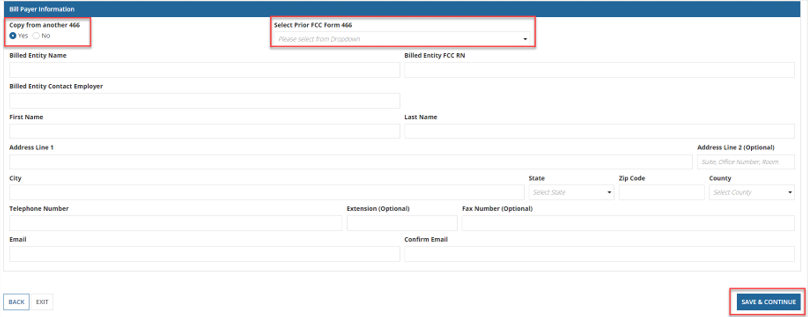 Bill Payer Information
Copy from another 466
Select Prior FCC Form 466
Yes No
Please select from Dropdown
Billed Entity Name
Billed Entity FCC RN
Billed Entity Contact Employer
First Name
Last Name
Address Line 1
Address Line 2 (Optional)
Suite, Office Number, Room
City
State
Zip Code
County
Select State
Select County
Telephone Number
Extension (Optional)
Fax Number (Optional)
Email
Confirm Email
BACK
EXIT
SAVE & CONTINUE